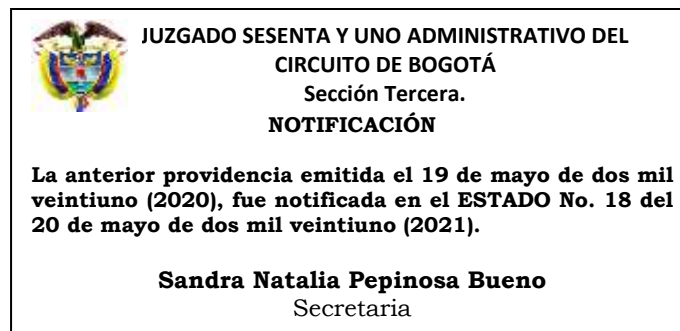 JUZGADO SESENTA Y UNO ADMINISTRATIVO DEL
CIRCUITO DE BOGOTÁ
Sección Tercera.
NOTIFICACIÓN
La anterior providencia emitida el 19 de mayo de dos mil
veintiuno (2020), fue notificada en el ESTADO No. 18 del
20 de mayo de dos mil veintiuno (2021).
Sandra Natalia Pepinosa Bueno
Secretaria